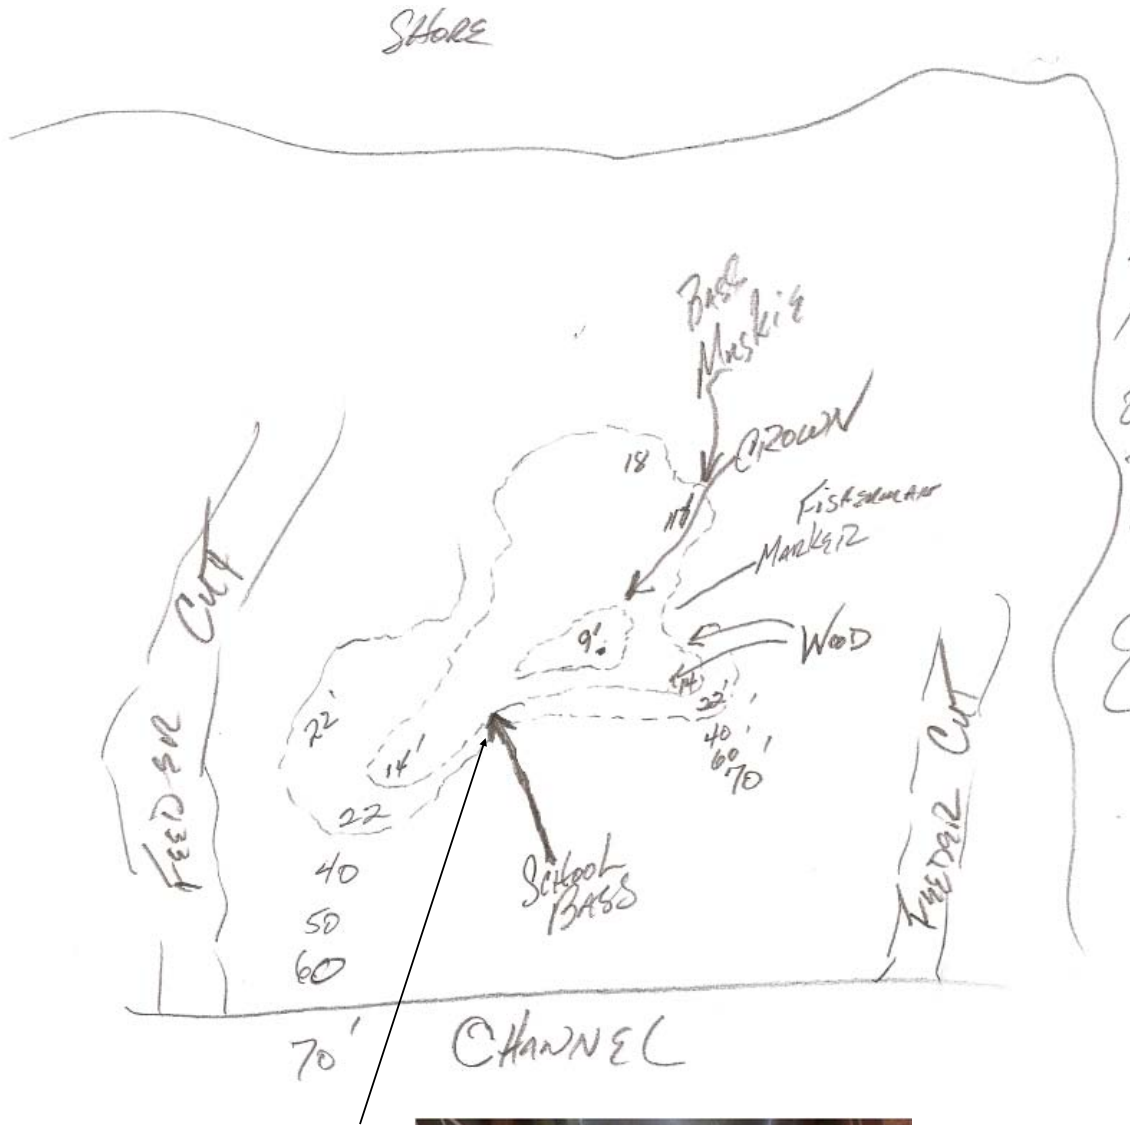 SHORE
BASS
MUSKIE
CROWN
18
FISHERMAN
MARKER
CUT
9'
WOOD
14
22'
22'
40'
60'
70'
14'
22
FEEDER
FEEDER CUT
40
50
60
SCHOOL
BASS
70'
CHANNEL